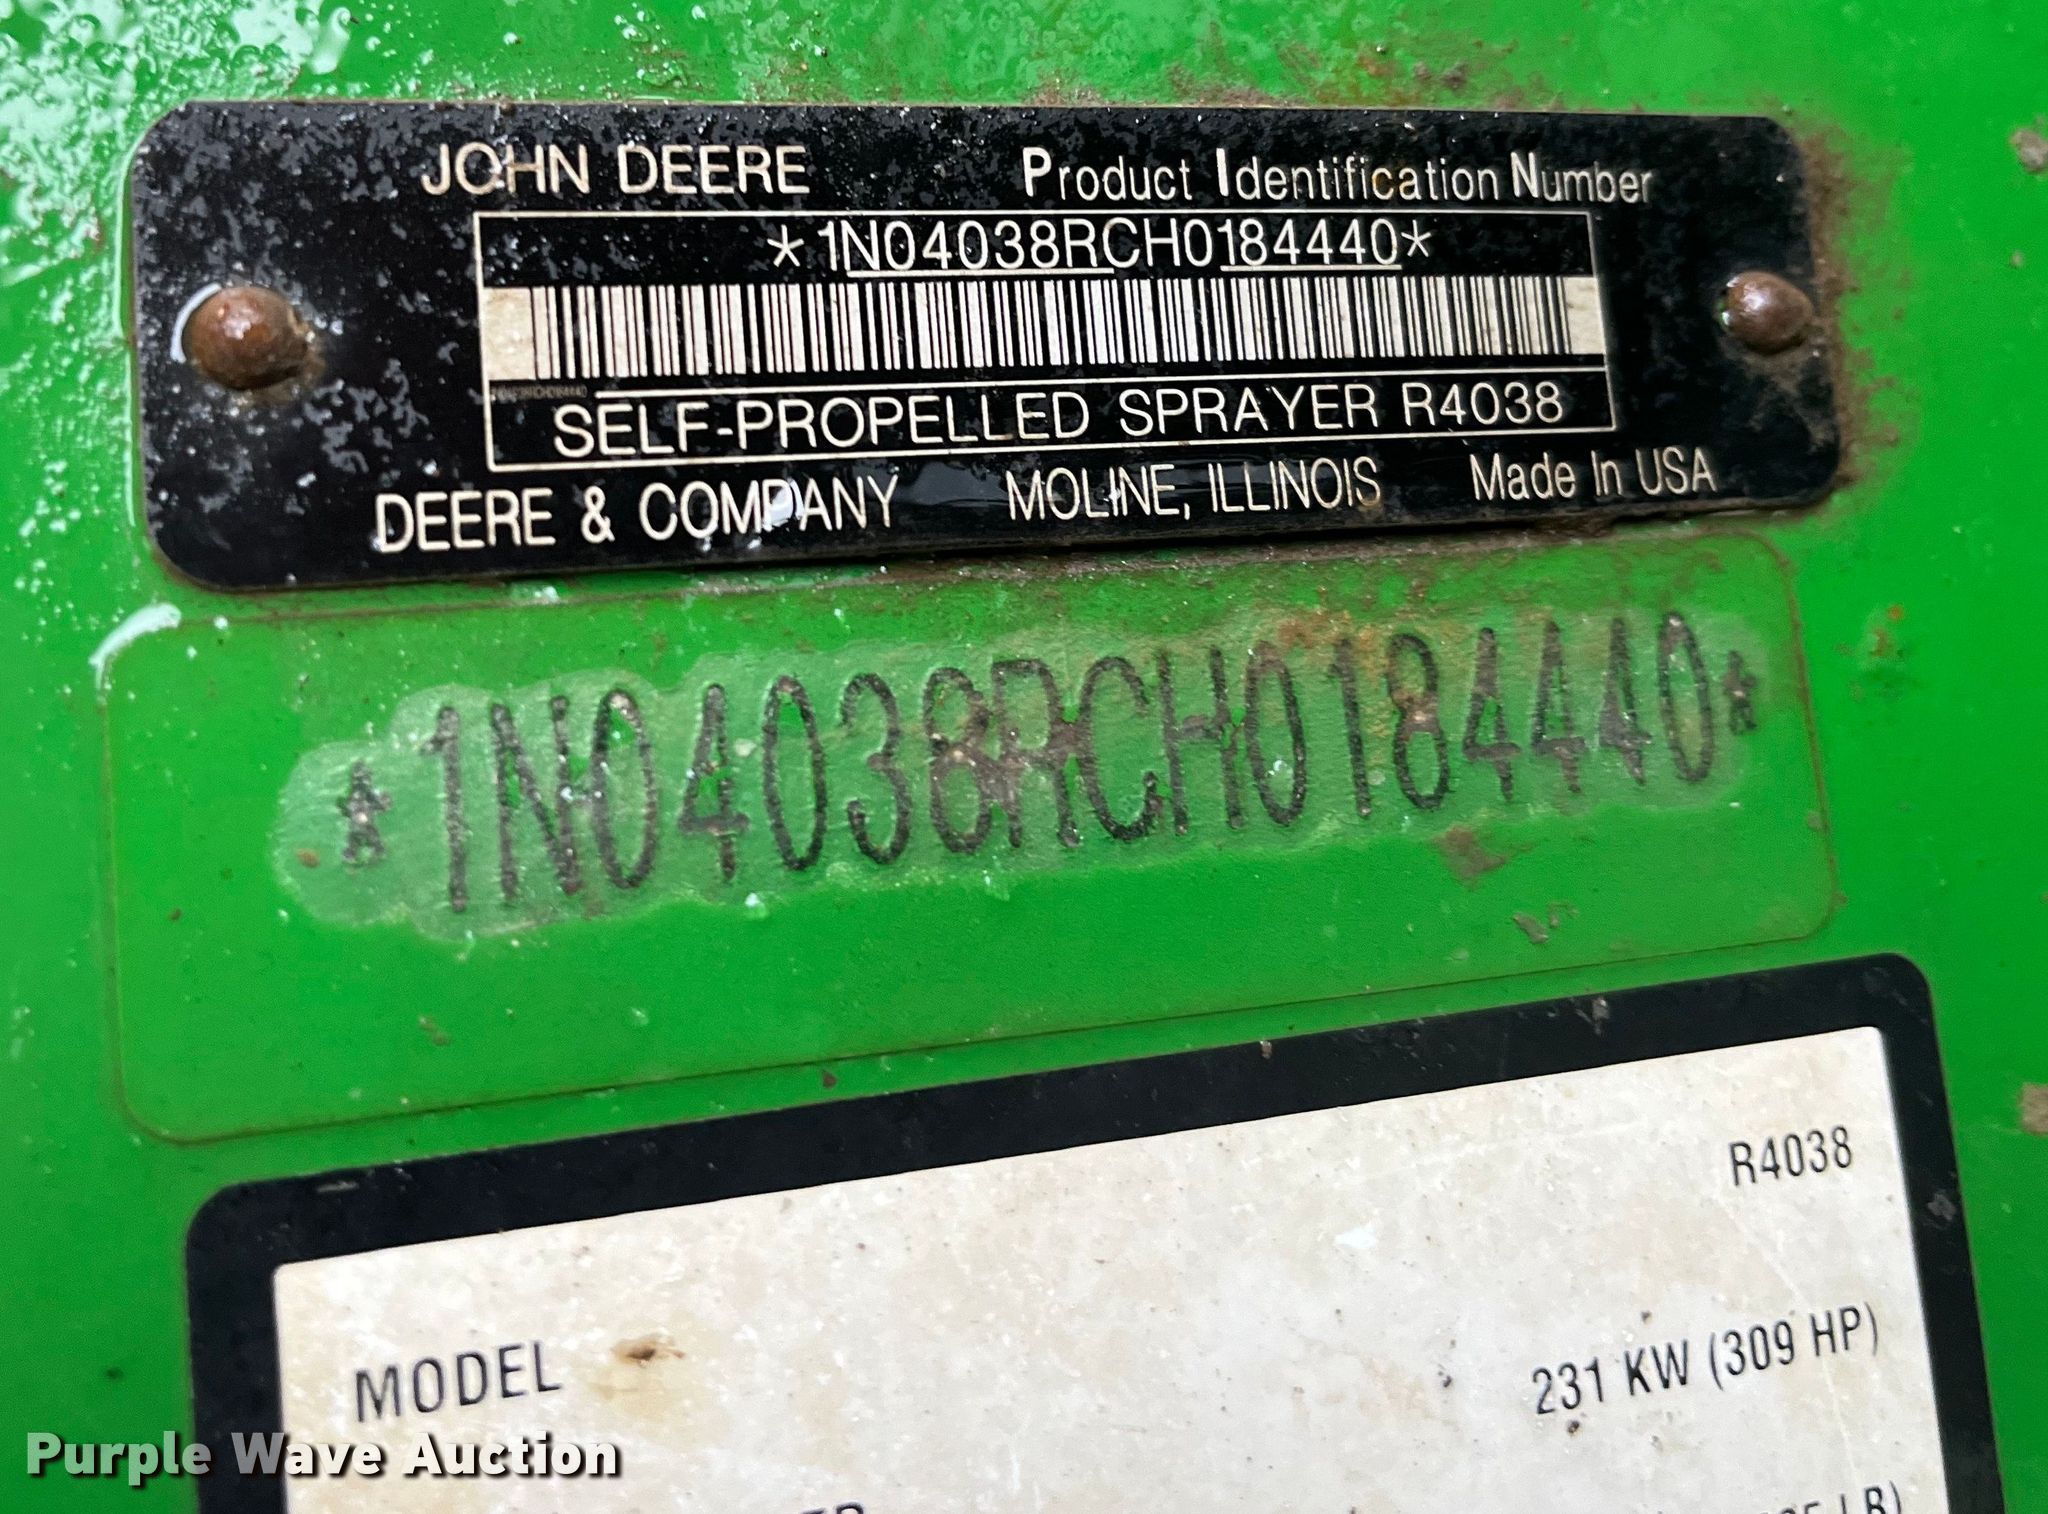 JOHN DEERE Product Identification Number
*1N04038RCH0184440*
SELF-PROPELLED SPRAYER R4038
DEERE & COMPANY MOLINE, ILLINOIS Made In USA
*1N04038RCH0184440*
R4038
MODEL
231 KW (309 HP)
Purple Wave Auction
LB)